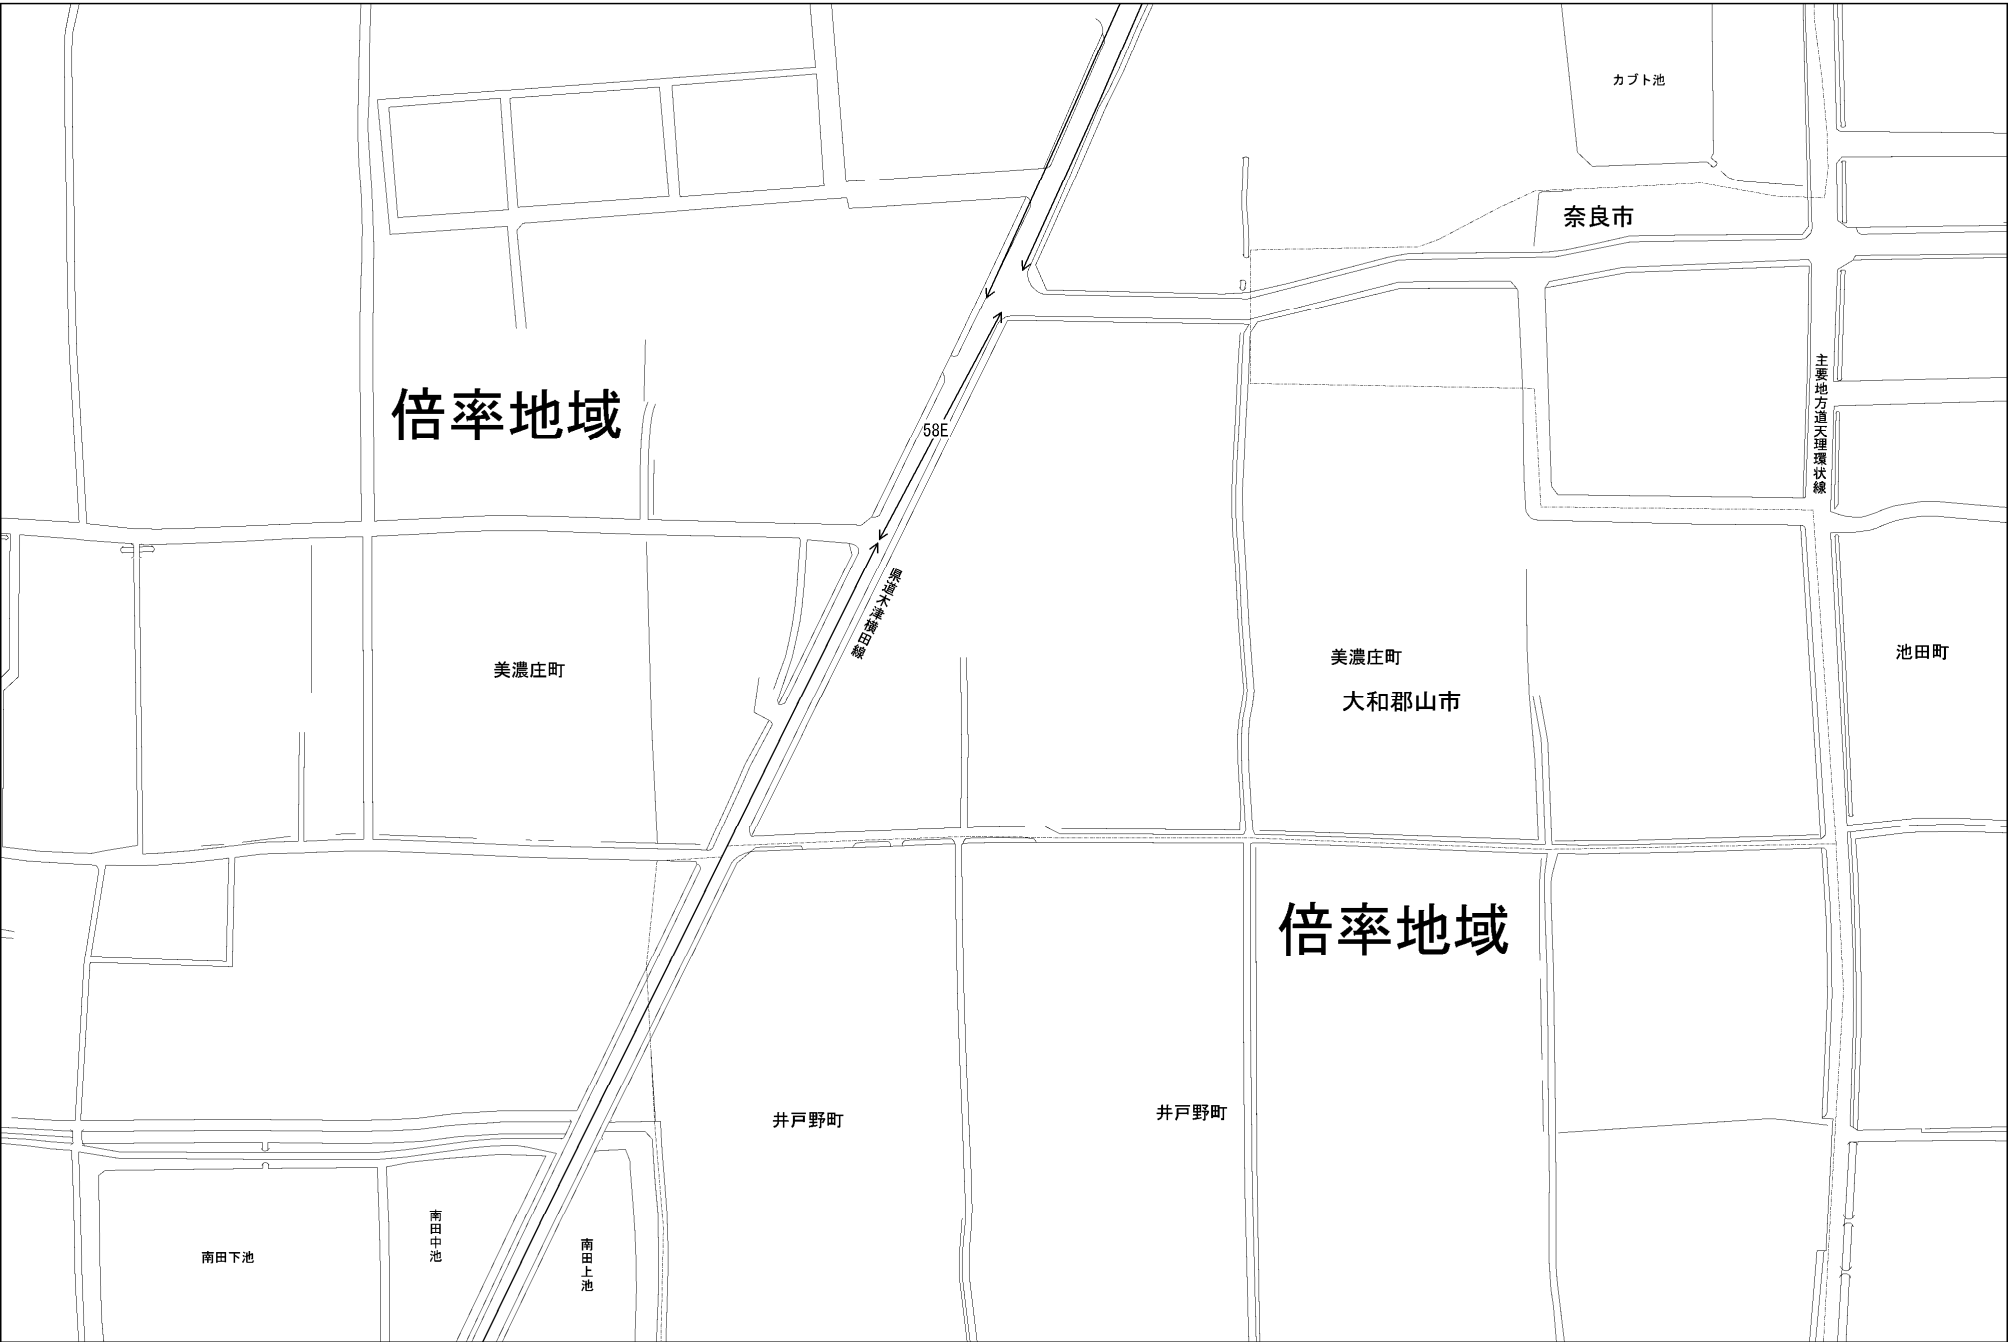 カブト池
奈良市
主要地方道天理環状線
倍率地域
58E
県道木津横田線
美濃庄町
美濃庄町
池田町
大和郡山市
倍率地域
井戸野町
井戸野町
南田中池
南田下池
南田上池